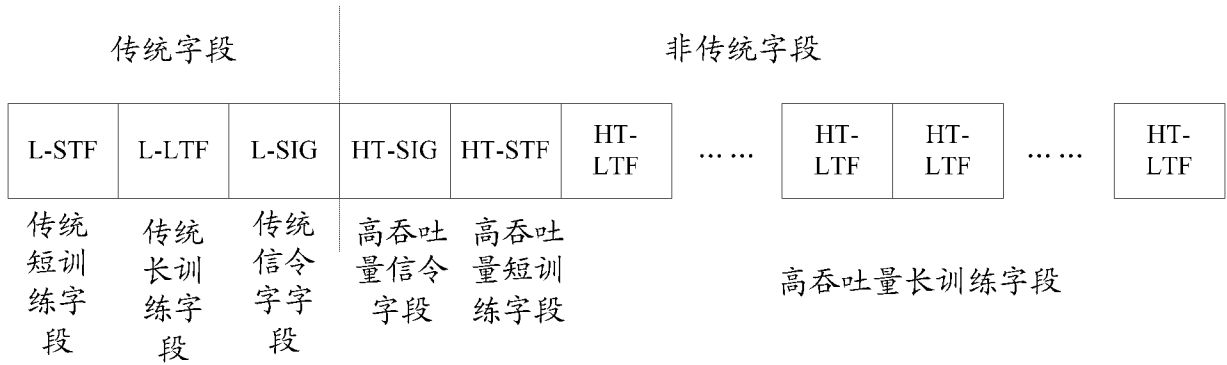 传统字段
非传统字段
L-STF
L-LTF
L-SIG
HT-SIG
HT-STF
HT-
LTF
... ...
HT-
LTF
HT-
LTF
... ...
HT-
LTF
传统
短训
练字
段
传统
长训
练字
段
传统
信令
字字
段
高吞吐
量信令
字段
高吞吐
量短训
练字段
高吞吐量长训练字段